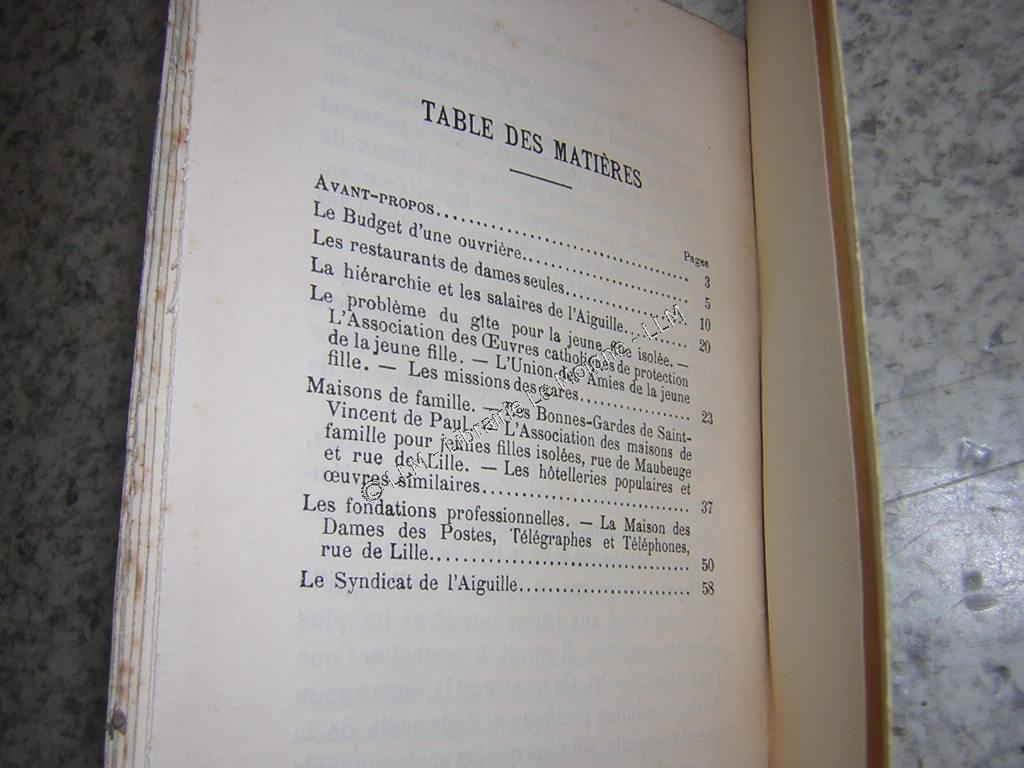 TABLE DES MATIÈRES
Pages
AVANT-PROPOS........ 3
Le Budget d'une ouvrière........ 5
Les restaurants de dames seules........ 10
La hiérarchie et les salaires de l'Aiguille........ 20
Le problème du gîte pour la jeune fille isolée. —
L'Association des Œuvres catholiques de protection
de la jeune fille. — L'Union des Amies de la jeune
fille. — Les missions des gares........ 23
Maisons de famille. — Les Bonnes-Gardes de Saint-
Vincent de Paul. — L'Association des maisons de
famille pour jeunes filles isolées, rue de Maubeuge
et rue de Lille. — Les hôtelleries populaires et
œuvres similaires........ 37
Les fondations professionnelles. — La Maison des
Dames des Postes, Télégraphes et Téléphones,
rue de Lille........ 50
Le Syndicat de l'Aiguille........ 58
© LLM - Librairie Le Moigne - LLM